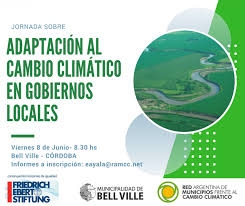 JORNADA SOBRE
ADAPTACIÓN AL
CAMBIO CLIMÁTICO
EN GOBIERNOS
LOCALES
Viernes 8 de Junio- 8.30 hs
Bell Ville - CÓRDOBA
Informes a inscripción: eayala@ramcc.net
FRIEDRICH
EBERT
STIFTUNG
MUNICIPALIDAD DE
BELL VILLE
RED ARGENTINA DE
MUNICIPIOS FRENTE AL
CAMBIO CLIMÁTICO